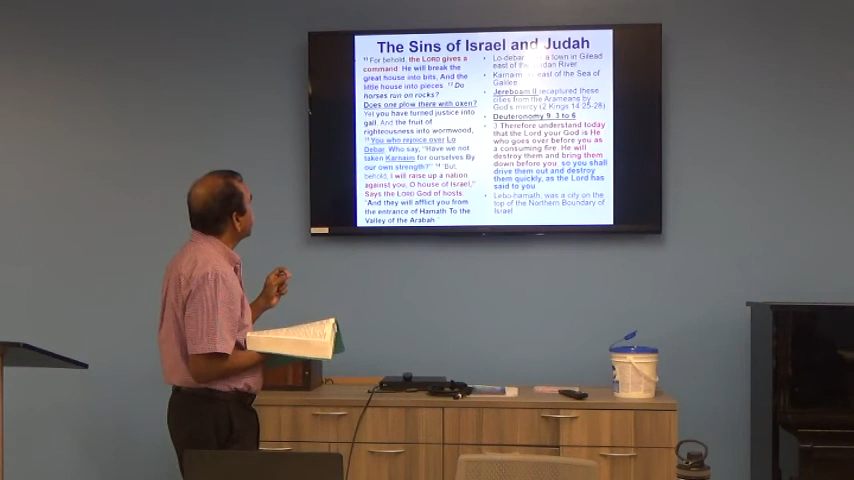 The Sins of Israel and Judah
11 For behold, the LORD gives a
command: He will break the
great house into bits, And the
little house into pieces. 12 Do
horses run on rocks?
Does one plow there with oxen?
Yet you have turned justice into
gall, And the fruit of
righteousness into wormwood,
13 You who rejoice over Lo
Debar, Who say, "Have we not
taken Karnaim for ourselves By
our own strength?" 14 "But,
behold, I will raise up a nation
against you, O house of Israel,"
Says the LORD God of hosts;
"And they will afflict you from
the entrance of Hamath To the
Valley of the Arabah."
• Lo-debar, was a town in Gilead
east of the Jordan River
• Karnaim, east of the Sea of
Galilee
• Jereboam II recaptured these
cities from the Arameans by
God's mercy (2 Kings 14:25-28)
• Deuteronomy 9. 3 to 6
• 3 Therefore understand today
that the Lord your God is He
who goes over before you as
a consuming fire. He will
destroy them and bring them
down before you; so you shall
drive them out and destroy
them quickly, as the Lord has
said to you
• Lebo-hamath, was a city on the
top of the Northern Boundary of
Israel